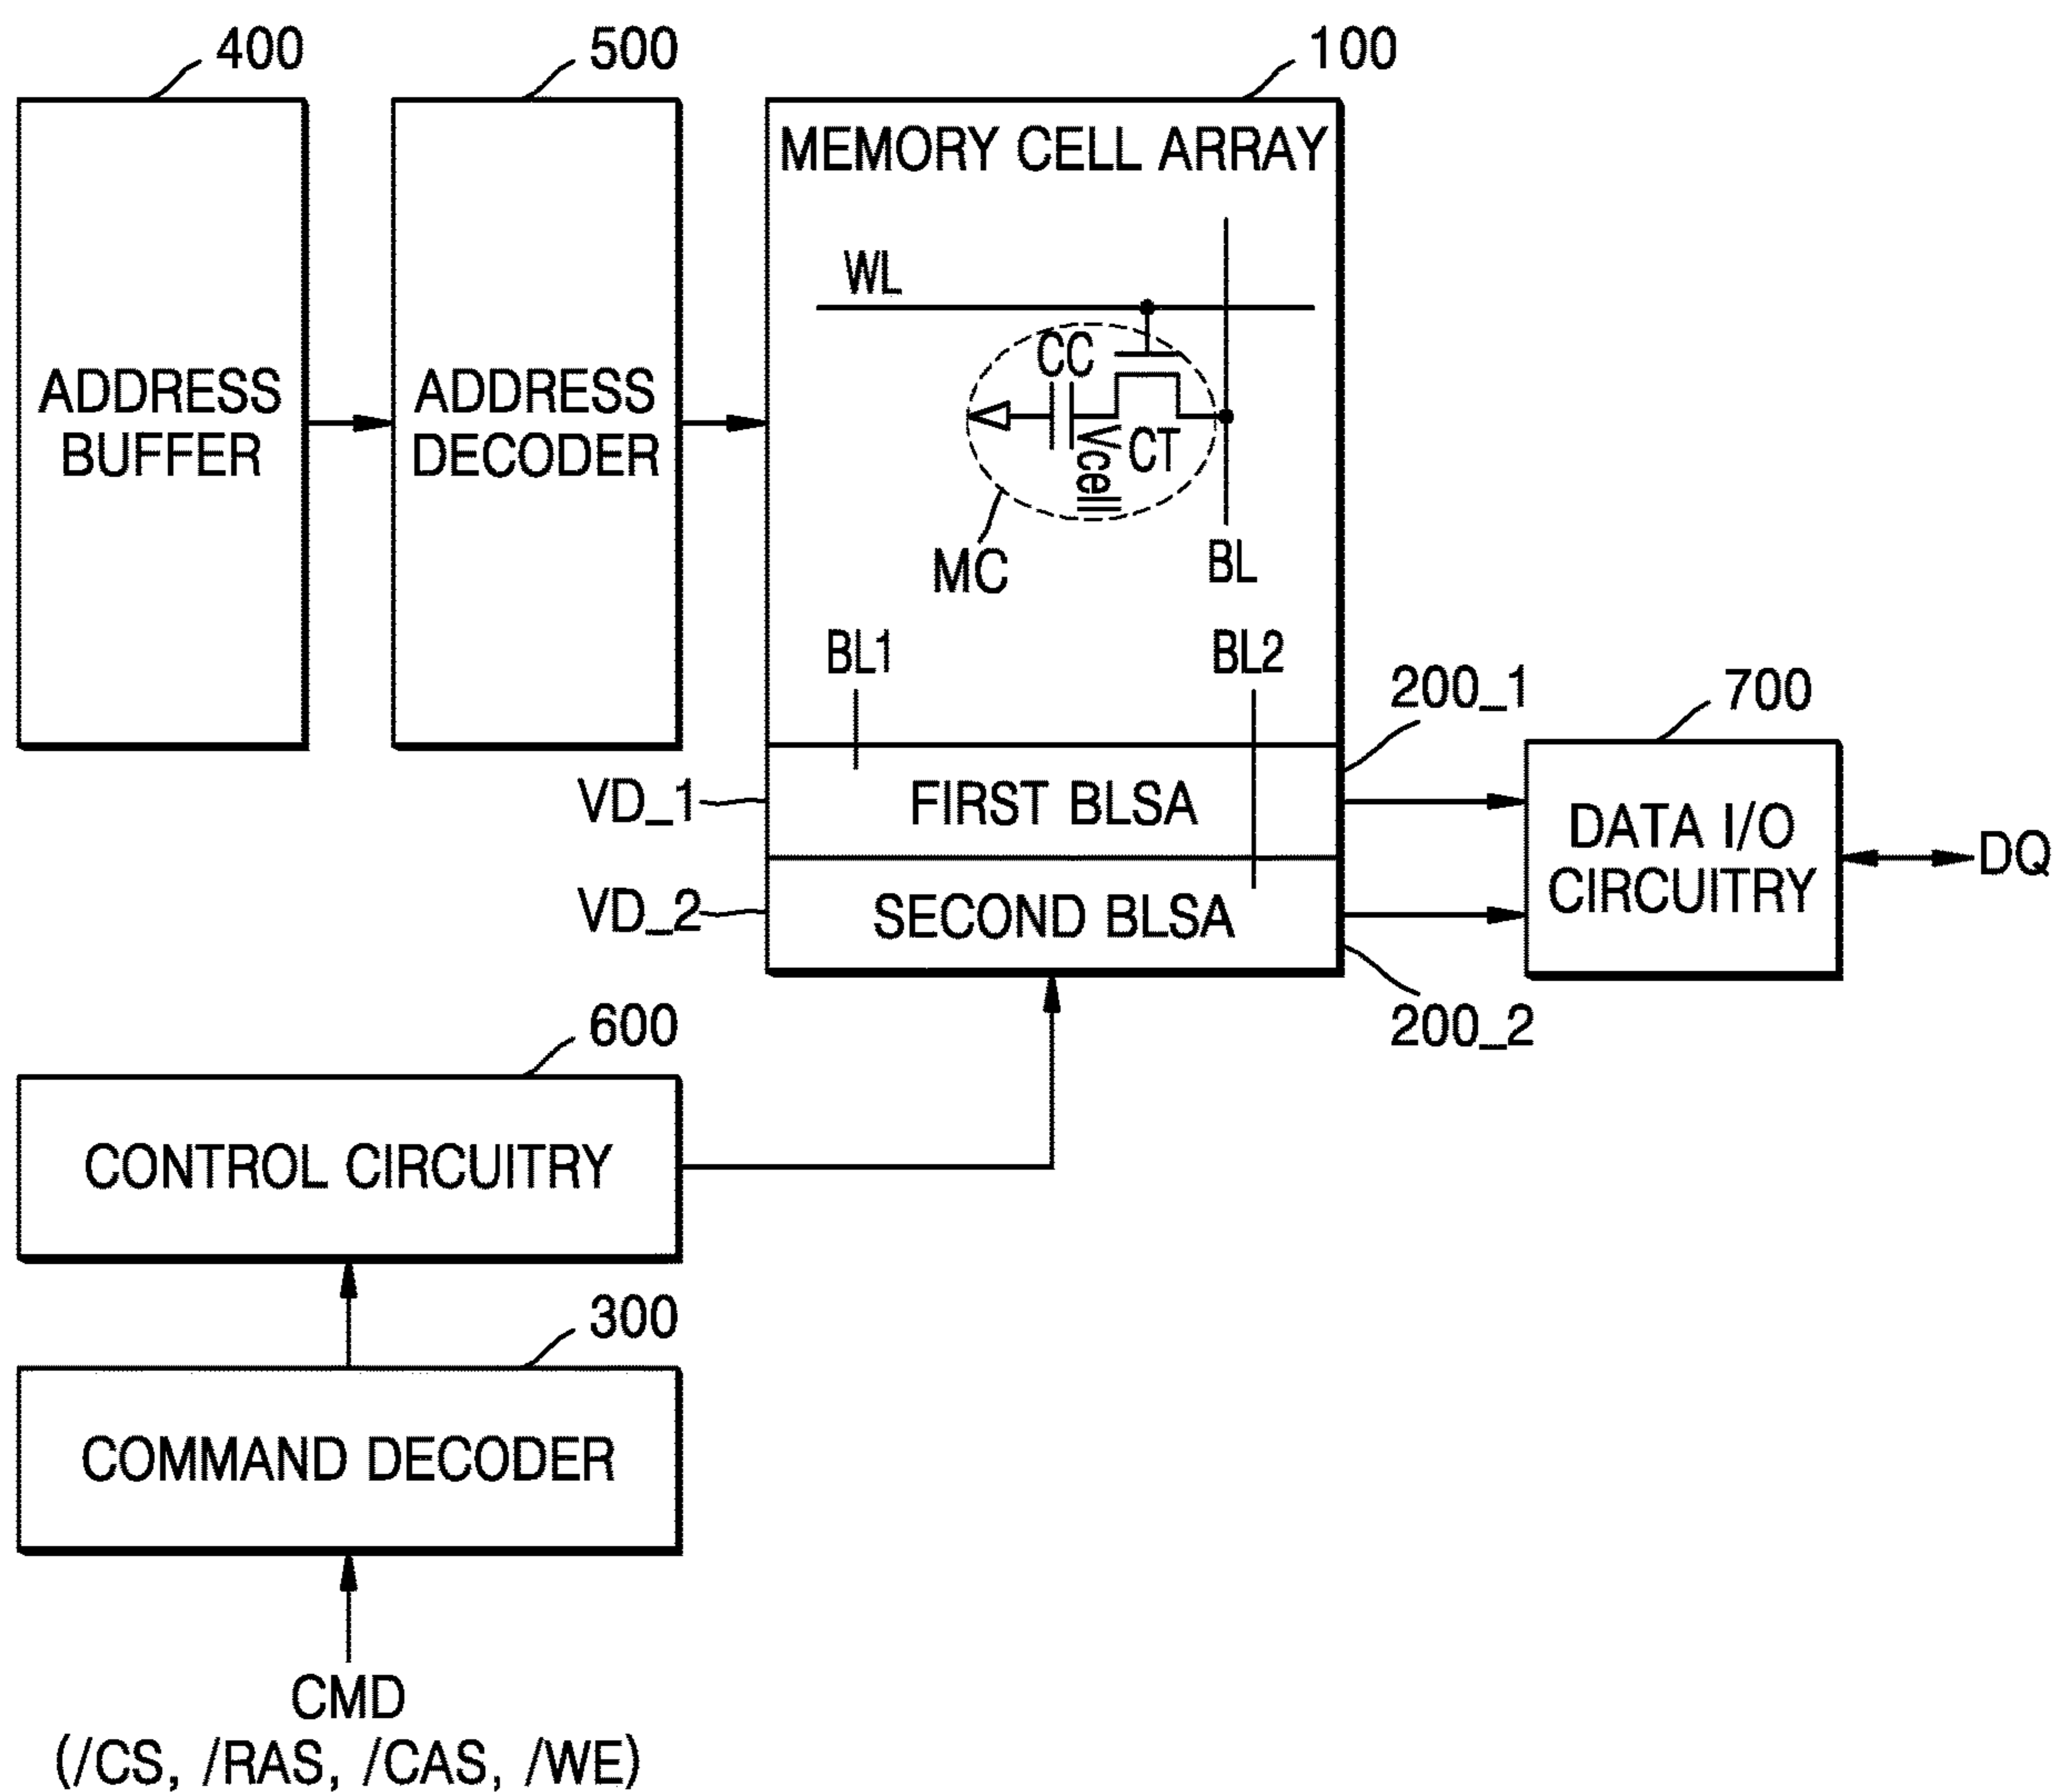 400
500
100
ADDRESS
BUFFER
ADDRESS
DECODER
MEMORY CELL ARRAY
WL
CC
Vcell
CT
MC
BL
BL1
BL2
200_1
700
VD_1
FIRST BLSA
VD_2
SECOND BLSA
DATA I/O
CIRCUITRY
DQ
200_2
600
CONTROL CIRCUITRY
300
COMMAND DECODER
CMD
(/CS, /RAS, /CAS, /WE)